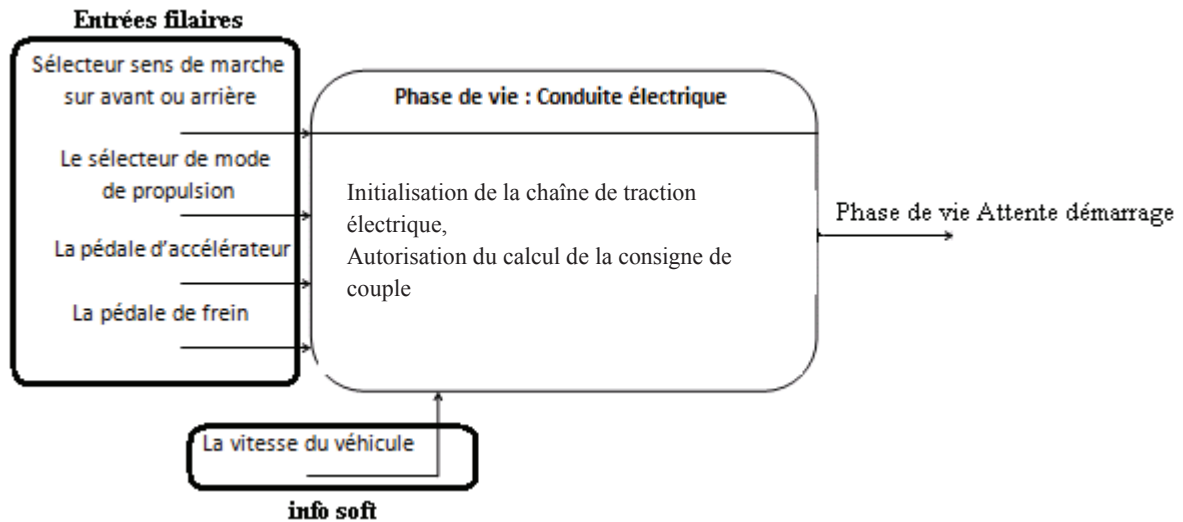 Entrées filaires
Sélecteur sens de marche
sur avant ou arrière
Le sélecteur de mode
de propulsion
La pédale d'accélérateur
La pédale de frein
Phase de vie : Conduite électrique
Initialisation de la chaîne de traction
électrique,
Autorisation du calcul de la consigne de
couple
Phase de vie Attente démarrage
La vitesse du véhicule
info soft